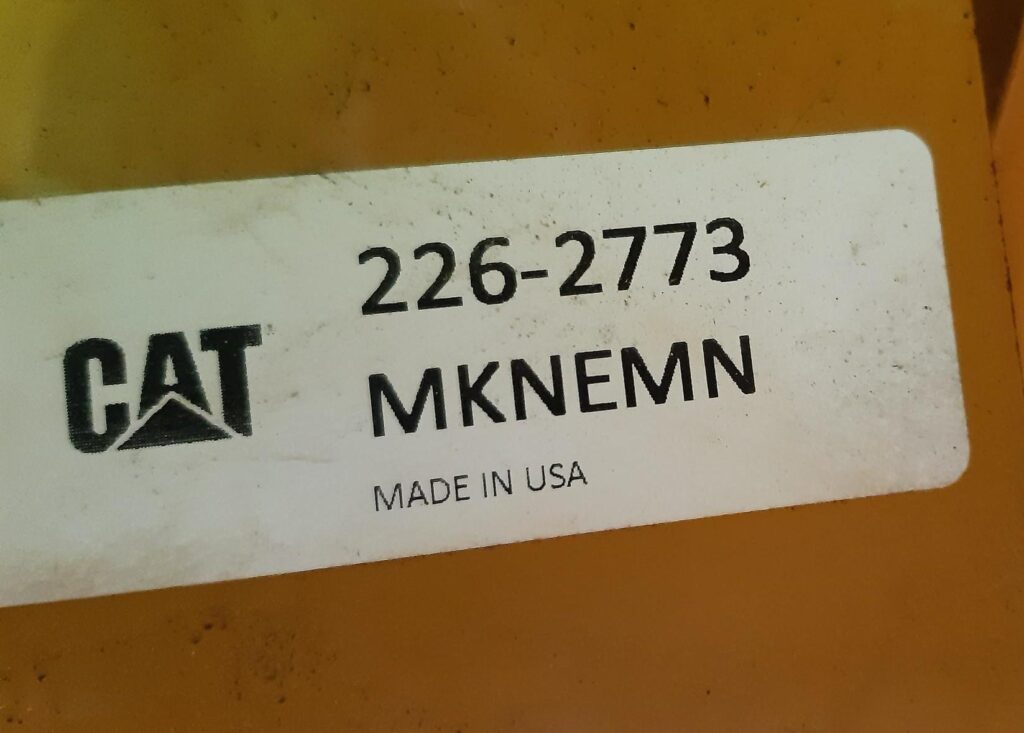 226-2773
CAT
MKNEMN
MADE IN USA